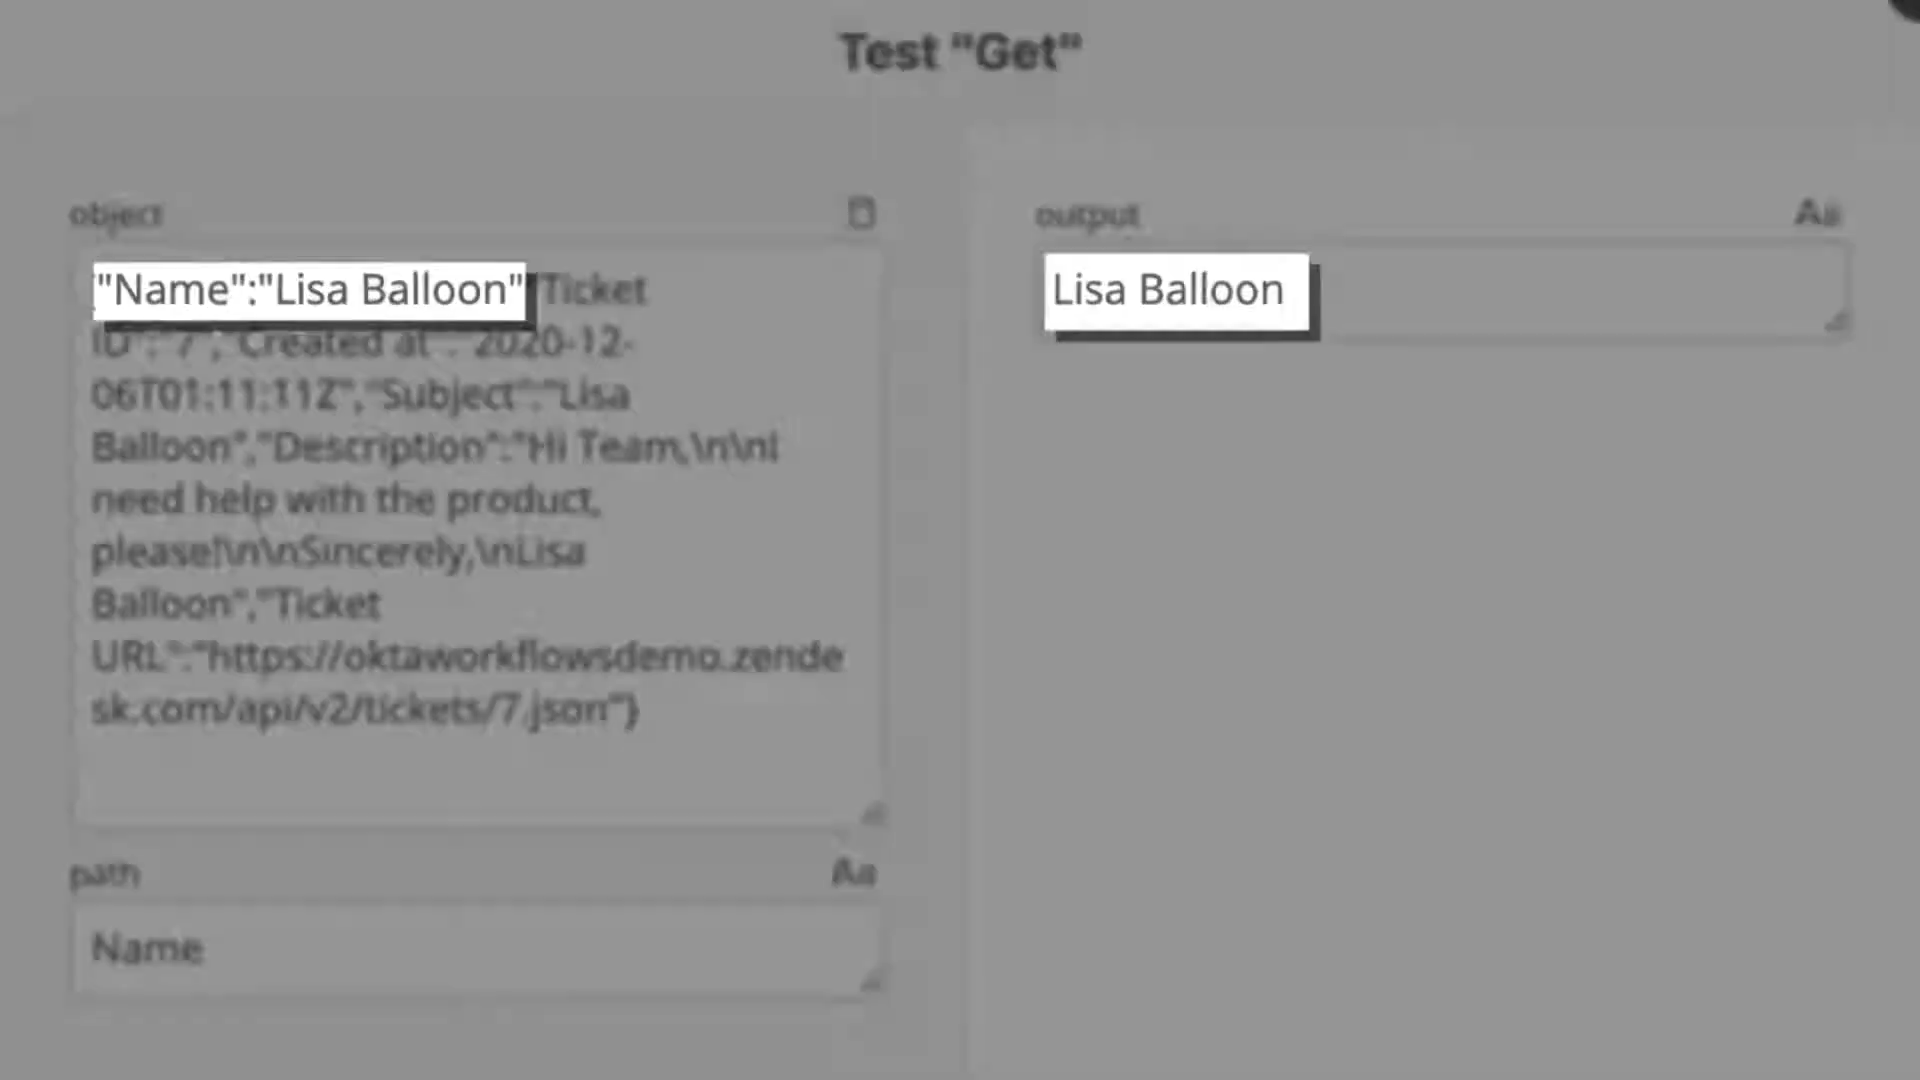 Test "Get"
object
"Name":"Lisa Balloon" "Ticket
ID":"7","Created at":"2020-12-
06T01:11:11Z","Subject":"Lisa
Balloon","Description":"Hi Team,\n\nI
need help with the product,
please!\n\nSincerely,\nLisa
Balloon","Ticket
URL":"https://oktaworkflowsdemo.zende
sk.com/api/v2/tickets/7.json"}
path
Aa
Name
output
Aa
Lisa Balloon